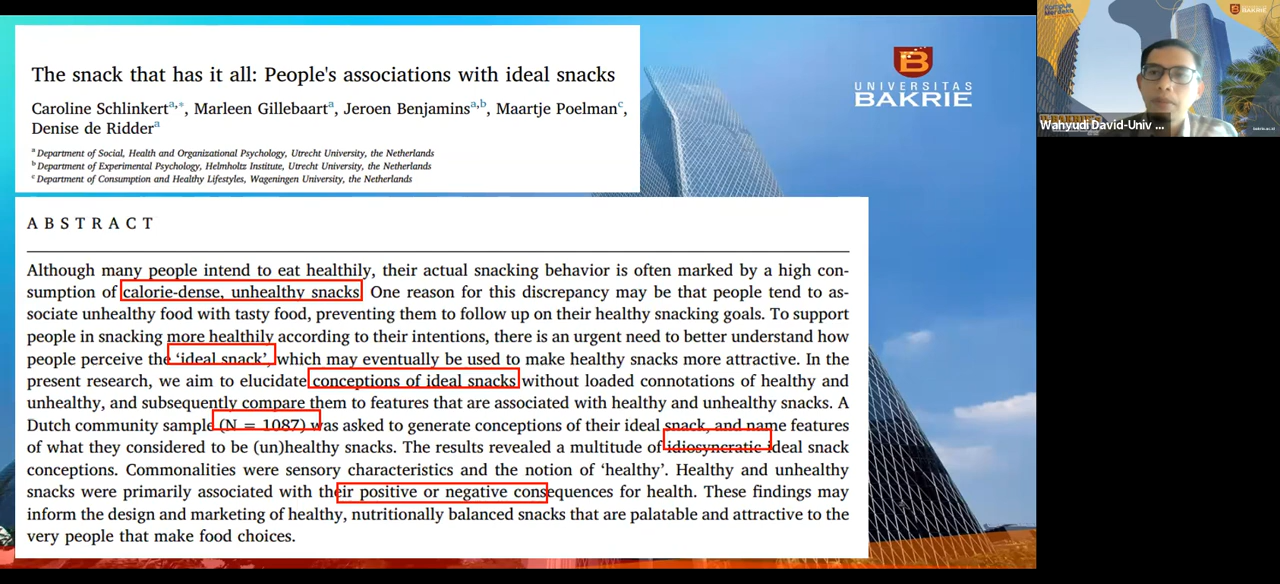 The snack that has it all: People's associations with ideal snacks
Caroline Schlinkerta,*, Marleen Gillebaarta, Jeroen Benjaminsa,b, Maartje Poelmanc,
Denise de Riddera
a Department of Social, Health and Organizational Psychology, Utrecht University, the Netherlands
b Department of Experimental Psychology, Helmholtz Institute, Utrecht University, the Netherlands
c Department of Consumption and Healthy Lifestyles, Wageningen University, the Netherlands
UNIVERSITAS
BAKRIE
Kampus
Merdeka
BAKRIE
Wahyudi David-Univ ...
ABSTRACT
Although many people intend to eat healthily, their actual snacking behavior is often marked by a high con-
sumption of calorie-dense, unhealthy snacks. One reason for this discrepancy may be that people tend to as-
sociate unhealthy food with tasty food, preventing them to follow up on their healthy snacking goals. To support
people in snacking more healthily according to their intentions, there is an urgent need to better understand how
people perceive the 'ideal snack', which may eventually be used to make healthy snacks more attractive. In the
present research, we aim to elucidate conceptions of ideal snacks without loaded connotations of healthy and
unhealthy, and subsequently compare them to features that are associated with healthy and unhealthy snacks. A
Dutch community sample (N = 1087) was asked to generate conceptions of their ideal snack, and name features
of what they considered to be (un)healthy snacks. The results revealed a multitude of idiosyncratic ideal snack
conceptions. Commonalities were sensory characteristics and the notion of 'healthy'. Healthy and unhealthy
snacks were primarily associated with their positive or negative consequences for health. These findings may
inform the design and marketing of healthy, nutritionally balanced snacks that are palatable and attractive to the
very people that make food choices.